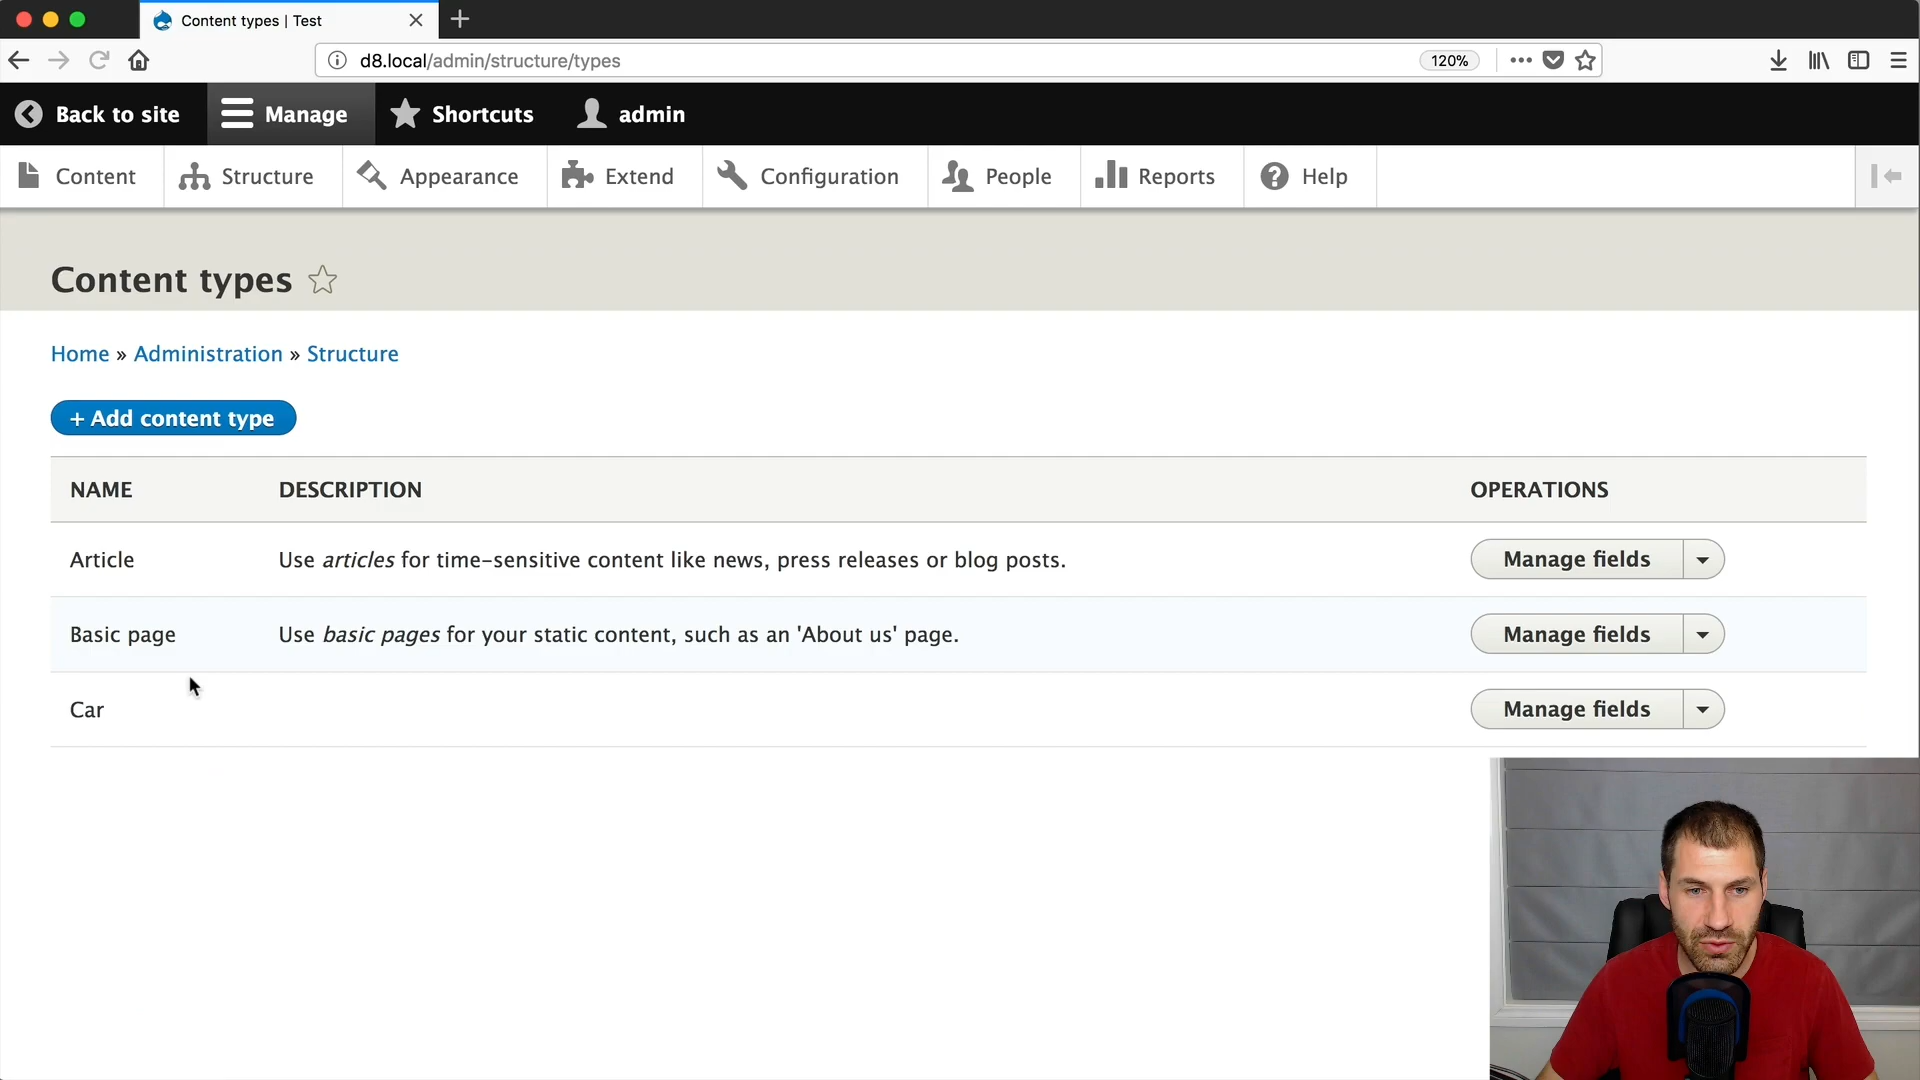 Content types | Test
d8.local/admin/structure/types
120%
Back to site
Manage
Shortcuts
admin
Content
Structure
Appearance
Extend
Configuration
People
Reports
Help
Content types
Home » Administration » Structure
+ Add content type
NAME DESCRIPTION OPERATIONS
Article Use articles for time-sensitive content like news, press releases or blog posts. Manage fields
Basic page Use basic pages for your static content, such as an 'About us' page. Manage fields
Car Manage fields